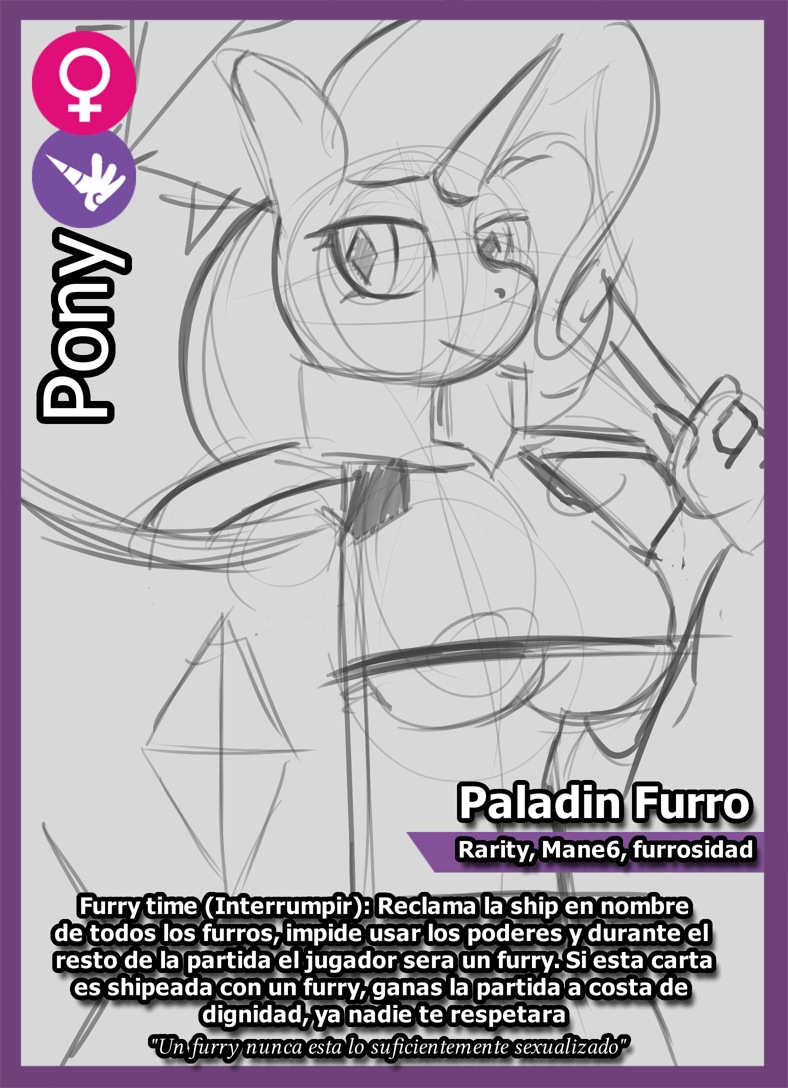 Pony
Paladin Furro
Rarity, Mane6, furrosidad
Furry time (Interrumpir): Reclama la ship en nombre
de todos los furros, impide usar los poderes y durante el
resto de la partida el jugador sera un furry. Si esta carta
es shipeada con un furry, ganas la partida a costa de
dignidad, ya nadie te respetara
"Un furry nunca esta lo suficientemente sexualizado"